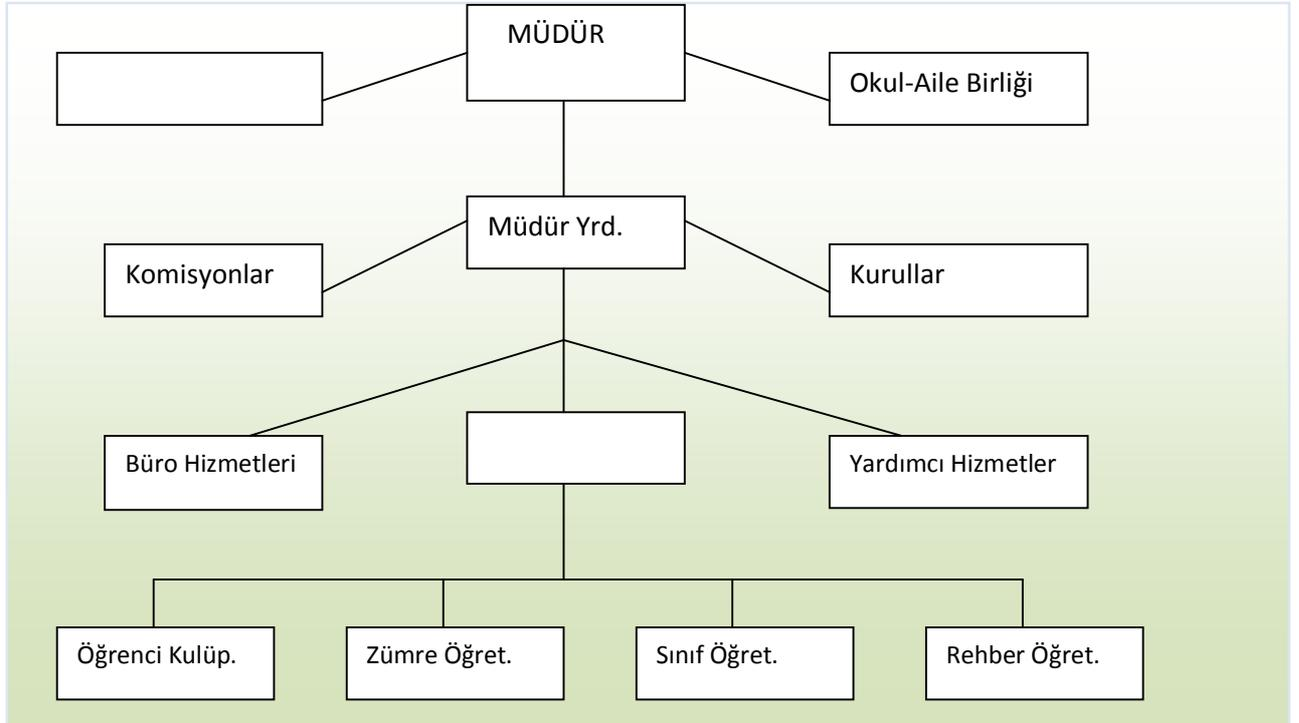 MÜDÜR
Okul-Aile Birliği
Müdür Yrd.
Komisyonlar
Kurullar
Büro Hizmetleri
Yardımcı Hizmetler
Öğrenci Kulüp.
Zümre Öğret.
Sınıf Öğret.
Rehber Öğret.